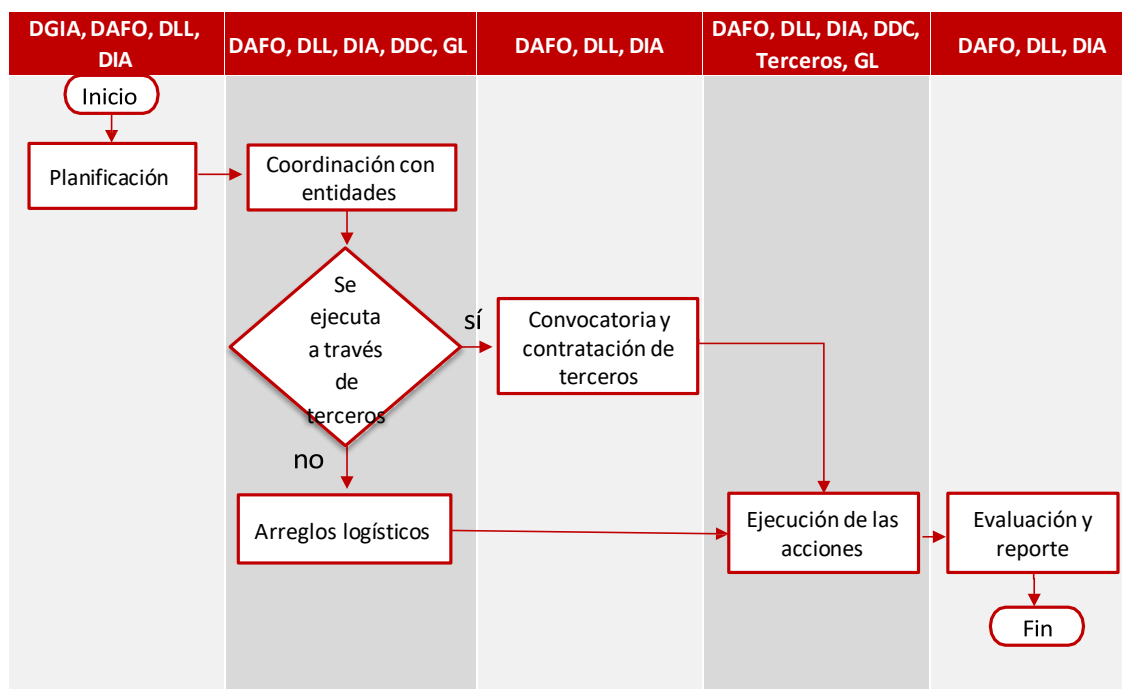 DGIA, DAFO, DLL,
DIA
DAFO, DLL, DIA, DDC, GL
DAFO, DLL, DIA
DAFO, DLL, DIA, DDC,
Terceros, GL
DAFO, DLL, DIA
Inicio
Planificación
Coordinación con
entidades
Se
ejecuta
a través
de
terceros
sí
no
Convocatoria y
contratación de
terceros
Arreglos logísticos
Ejecución de las
acciones
Evaluación y
reporte
Fin